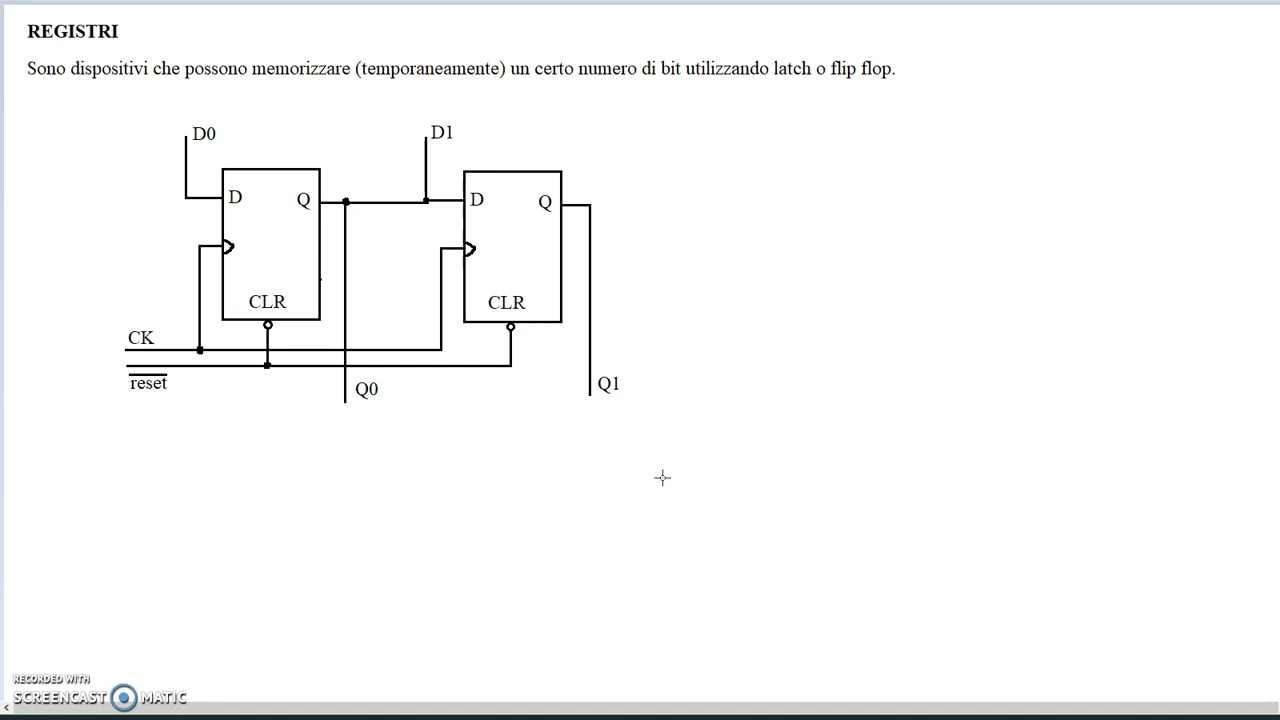 REGISTRI
Sono dispositivi che possono memorizzare (temporaneamente) un certo numero di bit utilizzando latch o flip flop.
D0
D1
D
Q
D
Q
CLR
CLR
CK
reset
Q0
Q1
RECORDED WITH
SCREENCAST MATIC